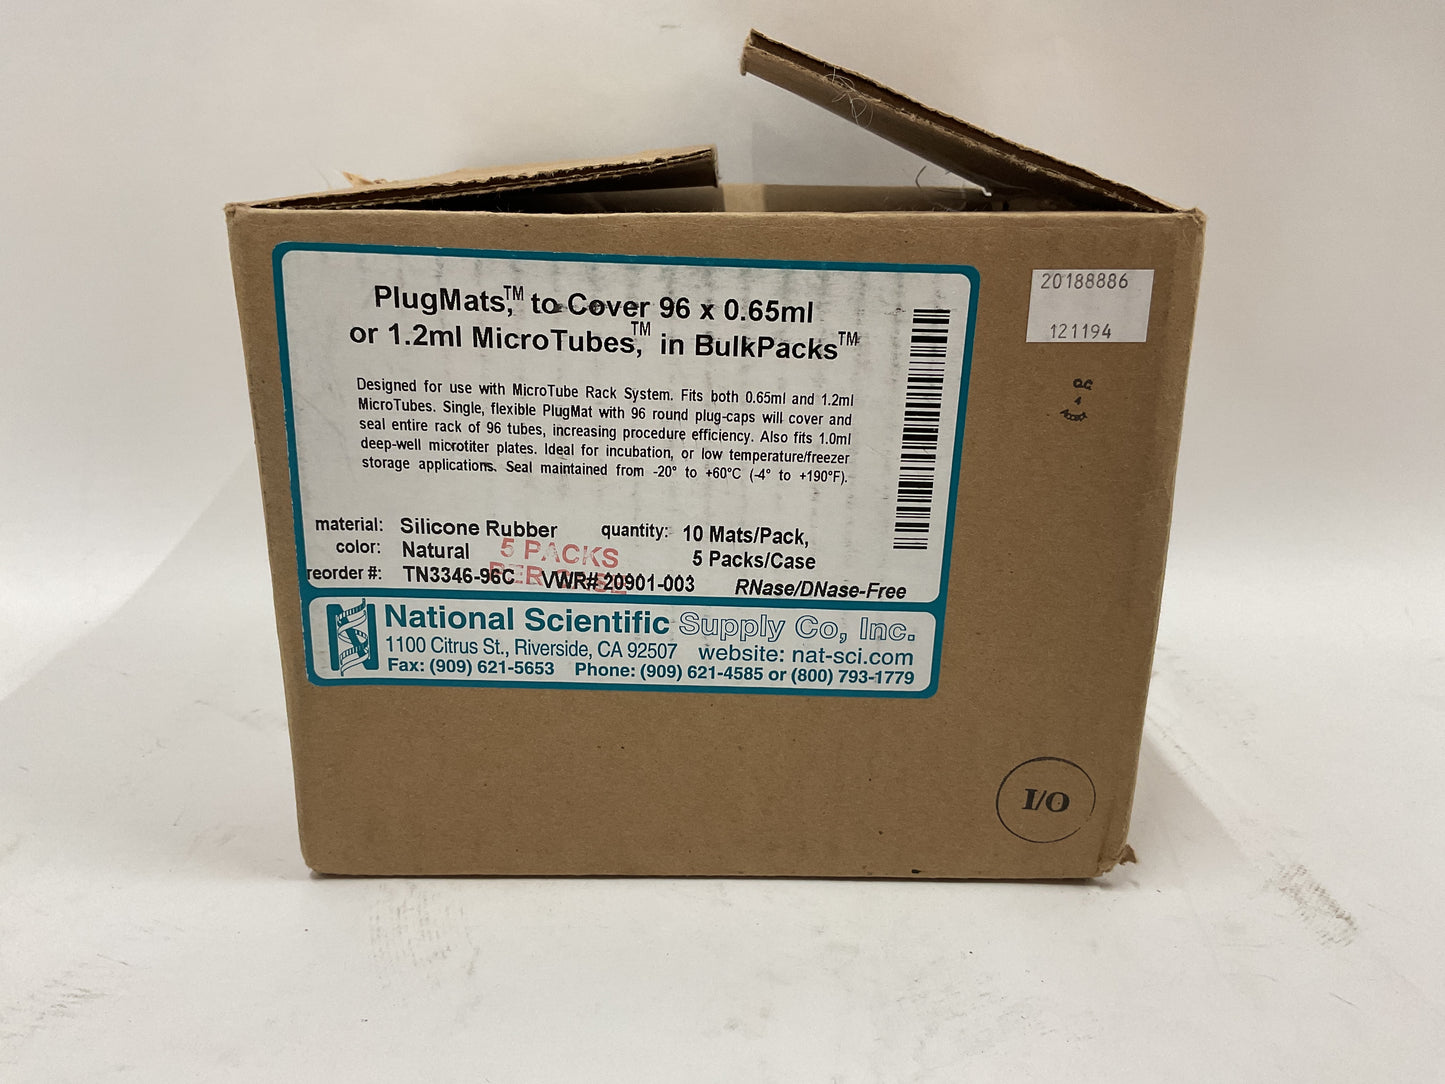 PlugMats,™ to Cover 96 x 0.65ml
or 1.2ml MicroTubes,™ in BulkPacks™
Designed for use with MicroTube Rack System. Fits both 0.65ml and 1.2ml
MicroTubes. Single, flexible PlugMat with 96 round plug-caps will cover and
seal entire rack of 96 tubes, increasing procedure efficiency. Also fits 1.0ml
deep-well microtiter plates. Ideal for incubation, or low temperature/freezer
storage applications. Seal maintained from -20° to +60°C (-4° to +190°F).
material: Silicone Rubber quantity: 10 Mats/Pack,
color: Natural 5 Packs/Case
5 PACKS
PER CASE
reorder #: TN3346-96C VWR# 20901-003 RNase/DNase-Free
National Scientific Supply Co, Inc.
1100 Citrus St., Riverside, CA 92507 website: nat-sci.com
Fax: (909) 621-5653 Phone: (909) 621-4585 or (800) 793-1779
20188886
121194
Q.C.
4
Accept
I/O